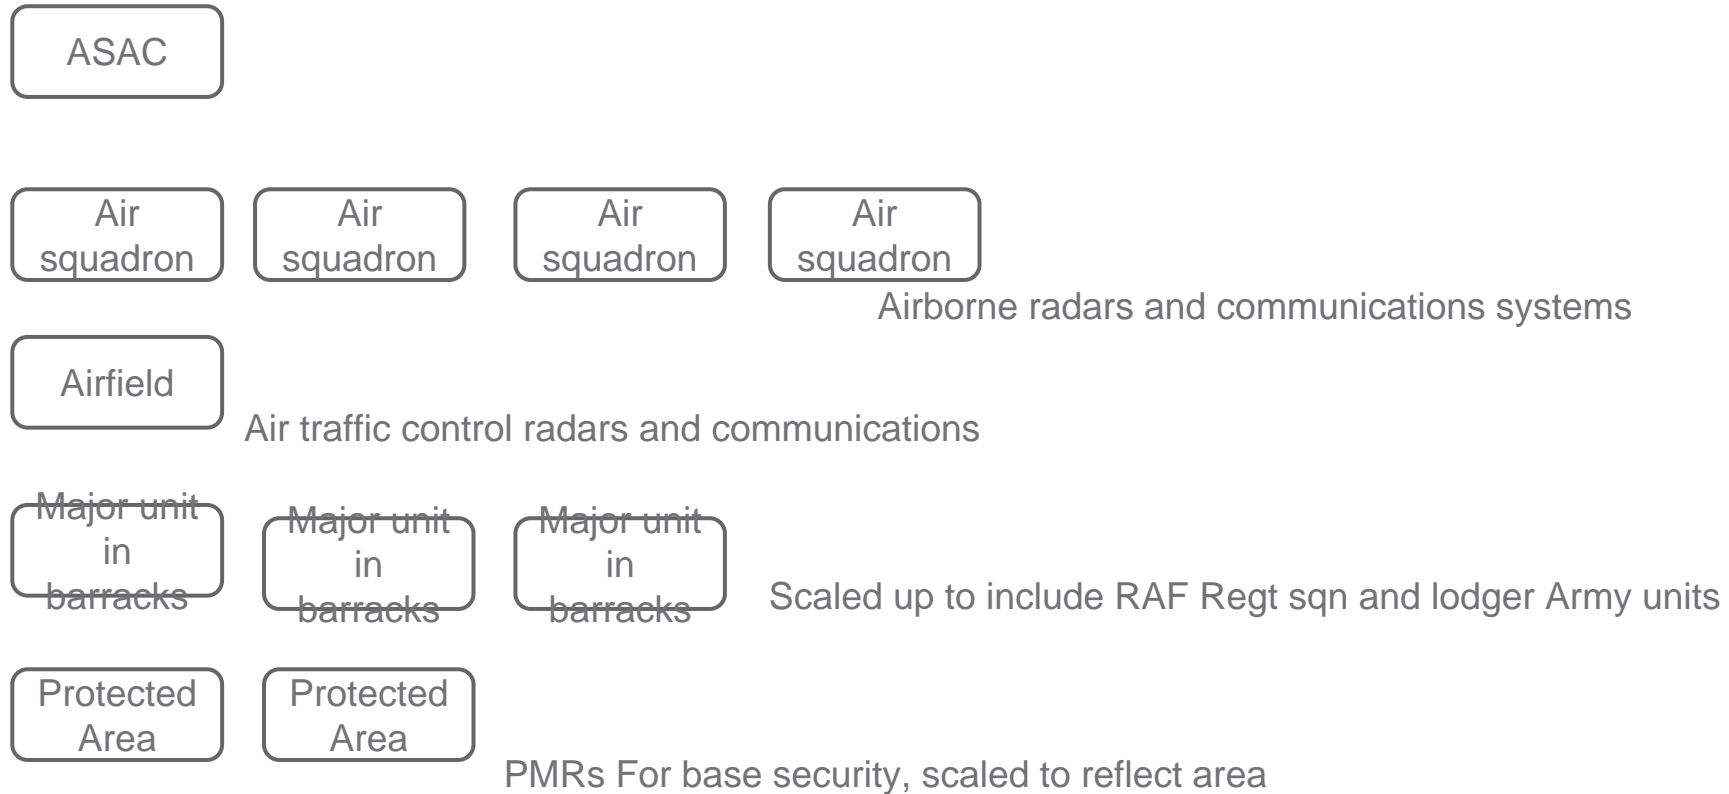 ASAC
Air Air Air Air
squadron squadron squadron squadron
Airborne radars and communications systems
Airfield
Air traffic control radars and communications
Major unit Major unit Major unit
in in in
barracks barracks barracks
Scaled up to include RAF Regt sqn and lodger Army units
Protected Protected
Area Area
PMRs For base security, scaled to reflect area